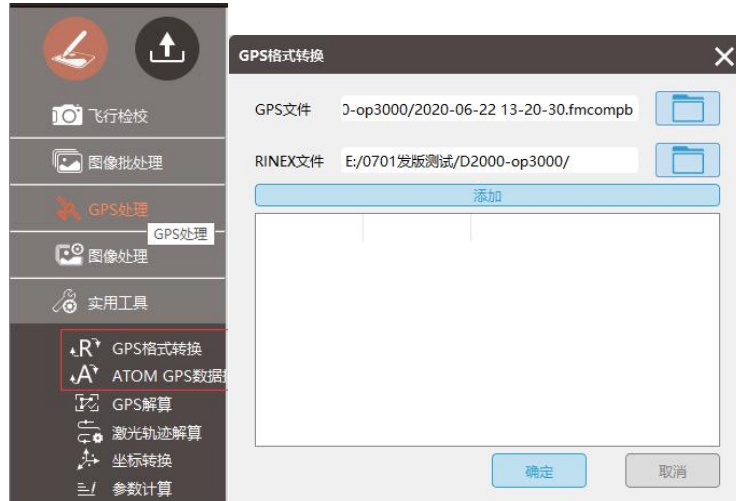 飞行检校
图像批处理
GPS处理
GPS处理
图像处理
实用工具
GPS格式转换
ATOM GPS数据
GPS解算
激光轨迹解算
坐标转换
参数计算
GPS格式转换
GPS文件 0-op3000/2020-06-22 13-20-30.fmcompb
RINEX文件 E:/0701发版测试/D2000-op3000/
添加
确定 取消